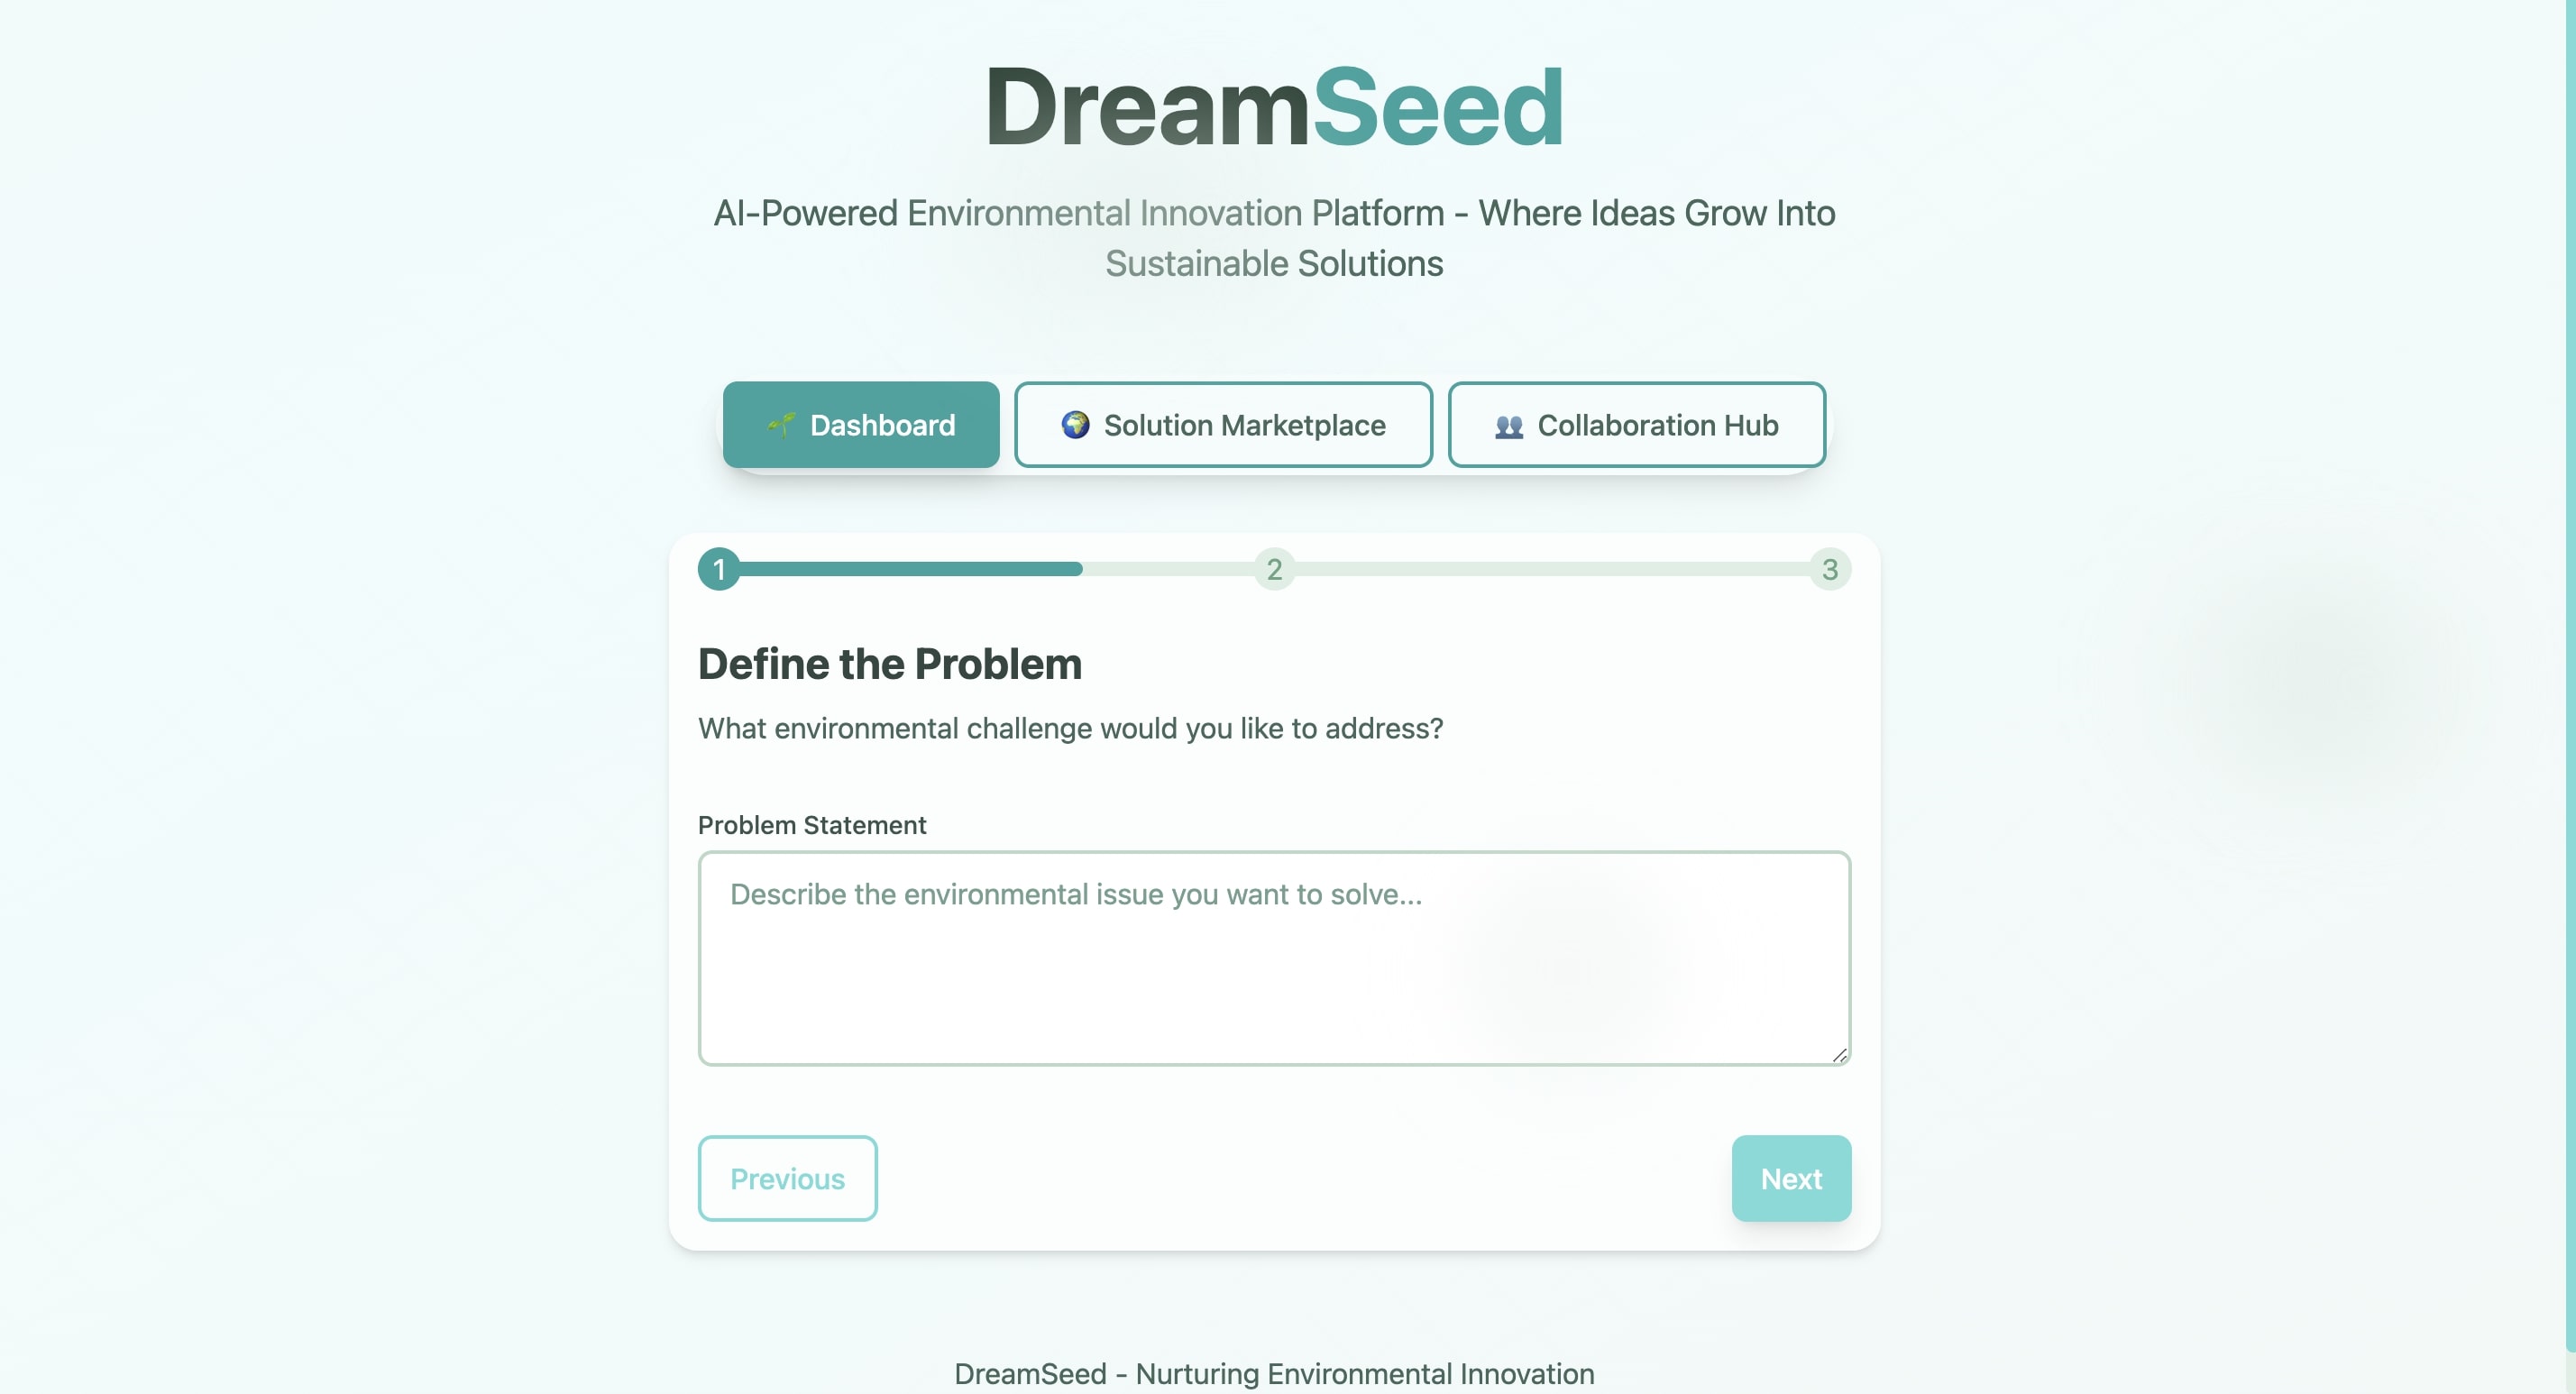 DreamSeed
AI-Powered Environmental Innovation Platform - Where Ideas Grow Into
Sustainable Solutions
Dashboard
Solution Marketplace
Collaboration Hub
1
2
3
Define the Problem
What environmental challenge would you like to address?
Problem Statement
Describe the environmental issue you want to solve...
Previous
Next
DreamSeed - Nurturing Environmental Innovation